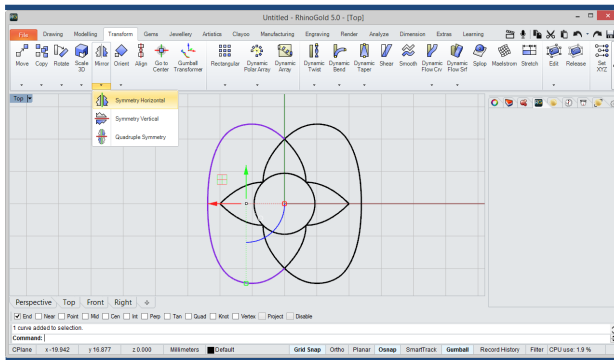 Untitled - RhinoGold 5.0 - [Top]
File Drawing Modelling Transform Gems Jewellery Artistics Clayoo Manufacturing Engraving Render Analyze Dimension Extras Learning
Move Copy Rotate Scale 3D Mirror Orient Align Go to Center Gumball Transformer Rectangular Dynamic Polar Array Dynamic Array Dynamic Twist Dynamic Bend Dynamic Taper Shear Smooth Dynamic Flow Crv Dynamic Flow Srf Splop Maelstrom Stretch Edit Release Set XYZ
Top
Symmetry Horizontal
Symmetry Vertical
Quadruple Symmetry
Perspective Top Front Right
End Near Point Mid Cen Int Perp Tan Quad Knot Vertex Project Disable
1 curve added to selection.
Command:
CPlane x -19.942 y 16.877 z 0.000 Millimeters Default Grid Snap Ortho Planar Osnap SmartTrack Gumball Record History Filter CPU use: 1.9 %